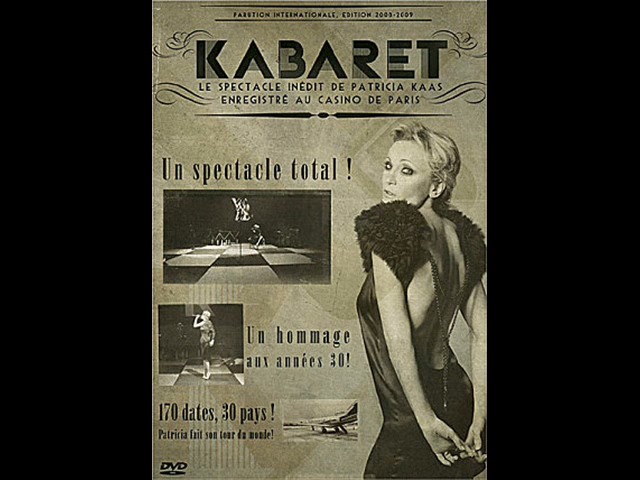 PARUTION INTERNATIONALE, EDITION 2008-2009
KABARET
LE SPECTACLE INÉDIT DE PATRICIA KAAS
ENREGISTRÉ AU CASINO DE PARIS
Un spectacle total !
Un hommage
aux années 30!
170 dates, 30 pays !
Patricia fait son tour du monde!
DVD